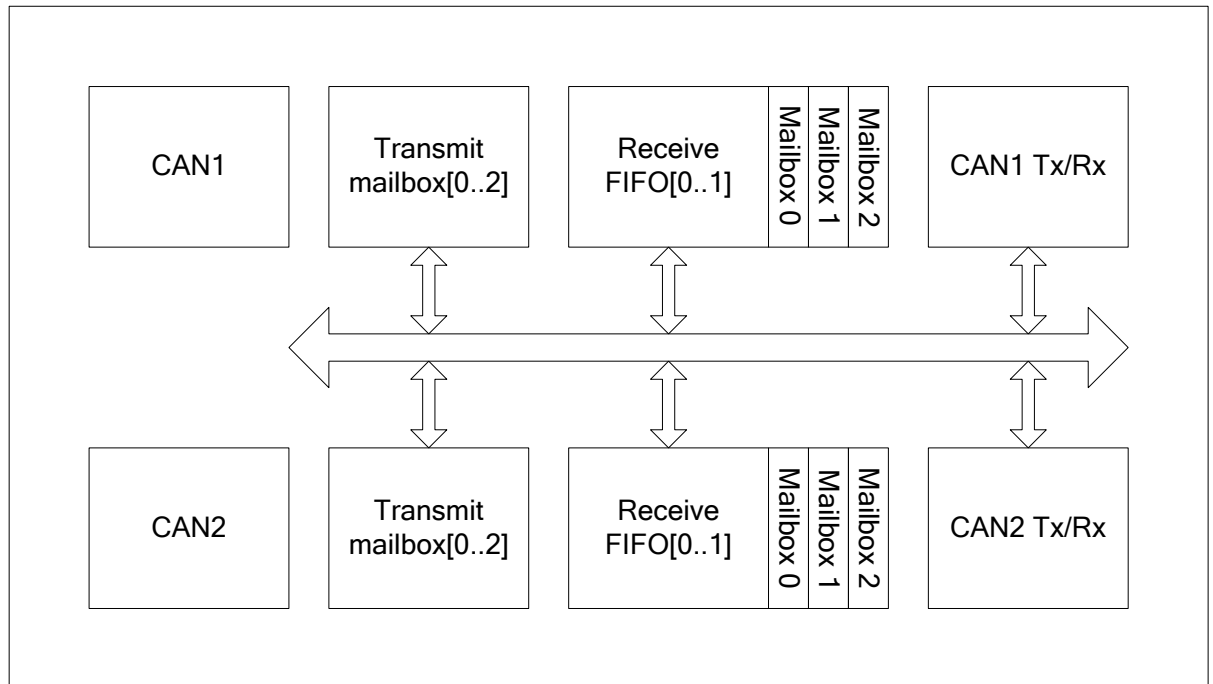 CAN1
Transmit
mailbox[0..2]
Receive
FIFO[0..1]
Mailbox 0
Mailbox 1
Mailbox 2
CAN1 Tx/Rx
CAN2
Transmit
mailbox[0..2]
Receive
FIFO[0..1]
Mailbox 0
Mailbox 1
Mailbox 2
CAN2 Tx/Rx